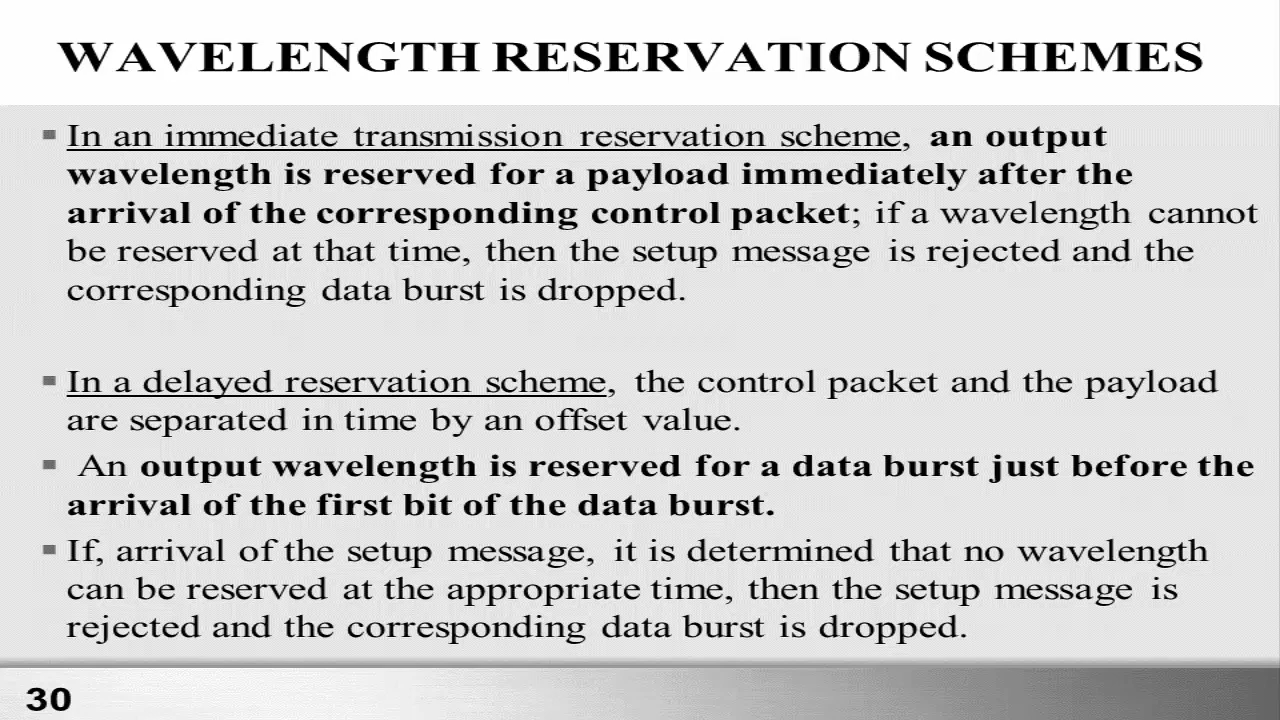 WAVELENGTH RESERVATION SCHEMES
In an immediate transmission reservation scheme, an output
wavelength is reserved for a payload immediately after the
arrival of the corresponding control packet; if a wavelength cannot
be reserved at that time, then the setup message is rejected and the
corresponding data burst is dropped.
In a delayed reservation scheme, the control packet and the payload
are separated in time by an offset value.
An output wavelength is reserved for a data burst just before the
arrival of the first bit of the data burst.
If, arrival of the setup message, it is determined that no wavelength
can be reserved at the appropriate time, then the setup message is
rejected and the corresponding data burst is dropped.
30